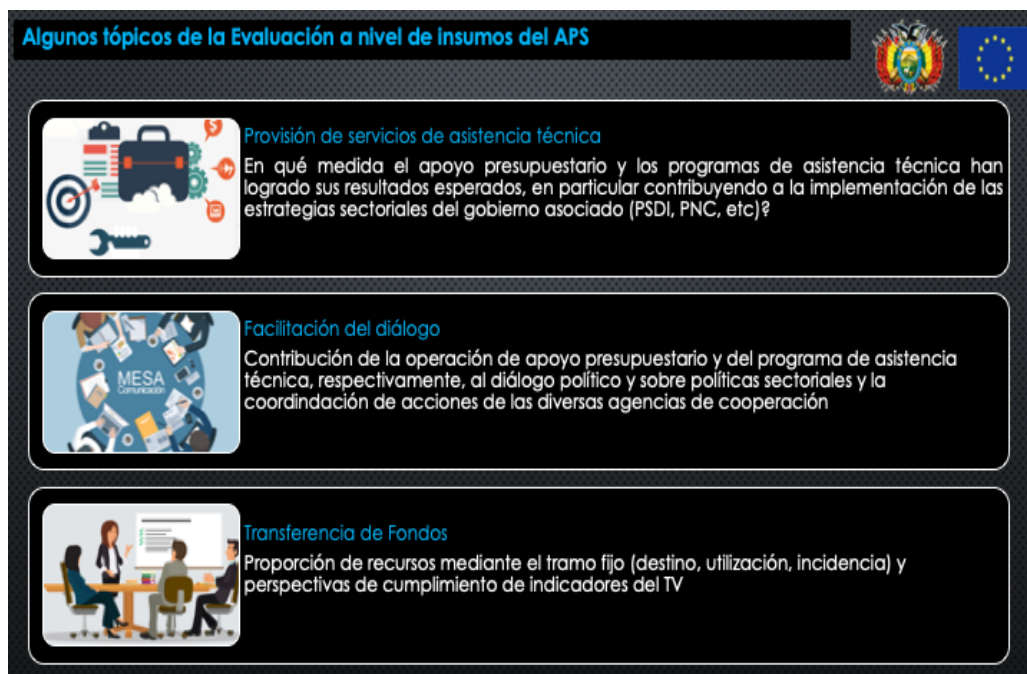 Algunos tópicos de la Evaluación a nivel de insumos del APS
Provisión de servicios de asistencia técnica
En qué medida el apoyo presupuestario y los programas de asistencia técnica han
logrado sus resultados esperados, en particular contribuyendo a la implementación de las
estrategias sectoriales del gobierno asociado (PSDI, PNC, etc)?
MESA
Comunicación
Facilitación del diálogo
Contribución de la operación de apoyo presupuestario y del programa de asistencia
técnica, respectivamente, al diálogo político y sobre políticas sectoriales y la
coordindación de acciones de las diversas agencias de cooperación
Transferencia de Fondos
Proporción de recursos mediante el tramo fijo (destino, utilización, incidencia) y
perspectivas de cumplimiento de indicadores del TV